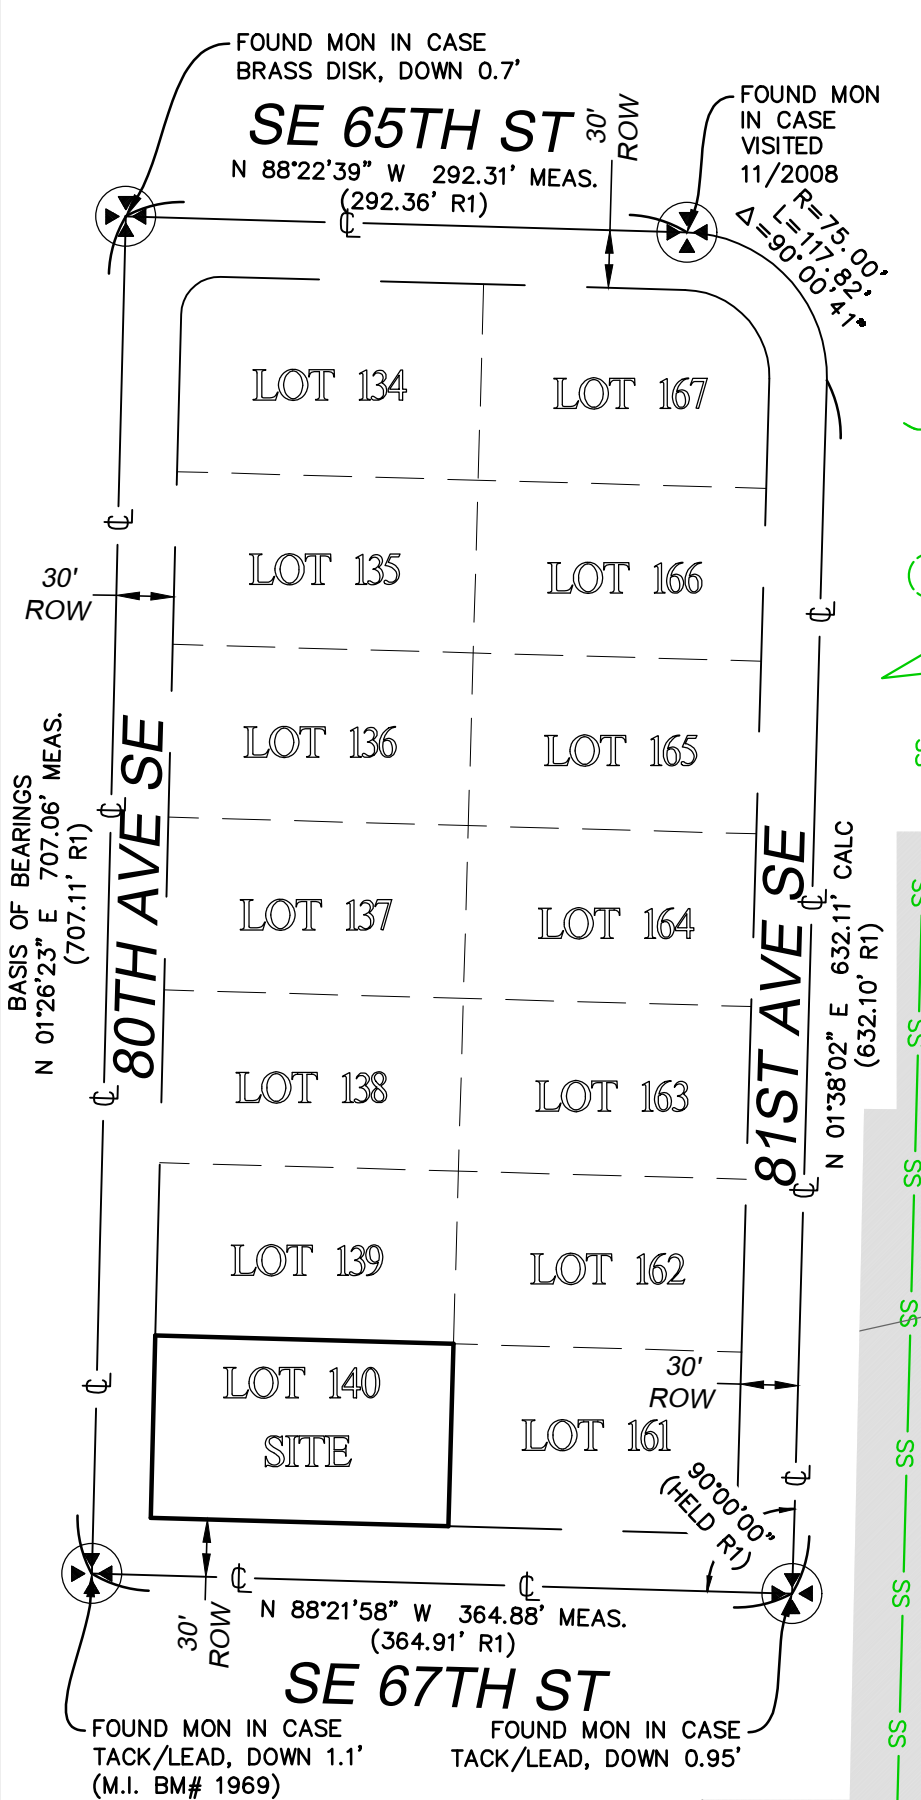 FOUND MON IN CASE
BRASS DISK, DOWN 0.7'
SE 65TH ST
30'
ROW
N 88°22'39" W 292.31' MEAS.
(292.36' R1)
℄
FOUND MON
IN CASE
VISITED
11/2008
R=75.00'
L=117.82'
Δ=90°00'41"
LOT 134
LOT 167
℄
LOT 135
LOT 166
30'
ROW
℄
LOT 136
LOT 165
BASIS OF BEARINGS
N 01°26'23" E 707.06' MEAS.
(707.11' R1)
℄
80TH AVE SE
SS
LOT 137
LOT 164
81ST AVE SE
℄
N 01°38'02" E 632.11' CALC
(632.10' R1)
SS
SS
LOT 138
LOT 163
℄
℄
SS
LOT 139
LOT 162
SS
LOT 140
SITE
℄
30'
ROW
LOT 161
SS
℄
90°00'00"
(HELD R1)
℄
℄
SS
30'
ROW
N 88°21'58" W 364.88' MEAS.
(364.91' R1)
SE 67TH ST
SS
FOUND MON IN CASE
TACK/LEAD, DOWN 1.1'
(M.I. BM# 1969)
FOUND MON IN CASE
TACK/LEAD, DOWN 0.95'